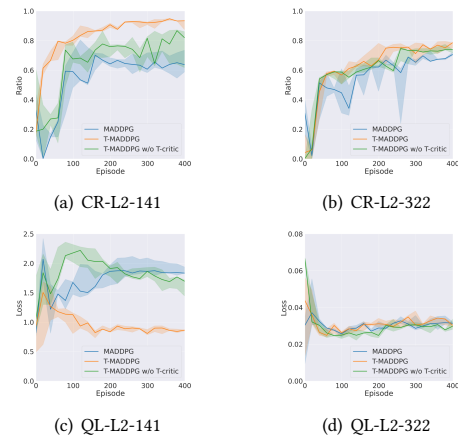 1.0
0.8
0.6
0.4
0.2
0.0
Ratio
MADDPG
T-MADDPG
T-MADDPG w/o T-critic
0 100 200 300 400
Episode
(a) CR-L2-141
1.0
0.8
0.6
0.4
0.2
0.0
Ratio
MADDPG
T-MADDPG
T-MADDPG w/o T-critic
0 100 200 300 400
Episode
(b) CR-L2-322
2.5
2.0
1.5
1.0
0.5
0.0
Loss
MADDPG
T-MADDPG
T-MADDPG w/o T-critic
0 100 200 300 400
Episode
(c) QL-L2-141
0.08
0.06
0.04
0.02
0.00
Loss
MADDPG
T-MADDPG
T-MADDPG w/o T-critic
0 100 200 300 400
Episode
(d) QL-L2-322